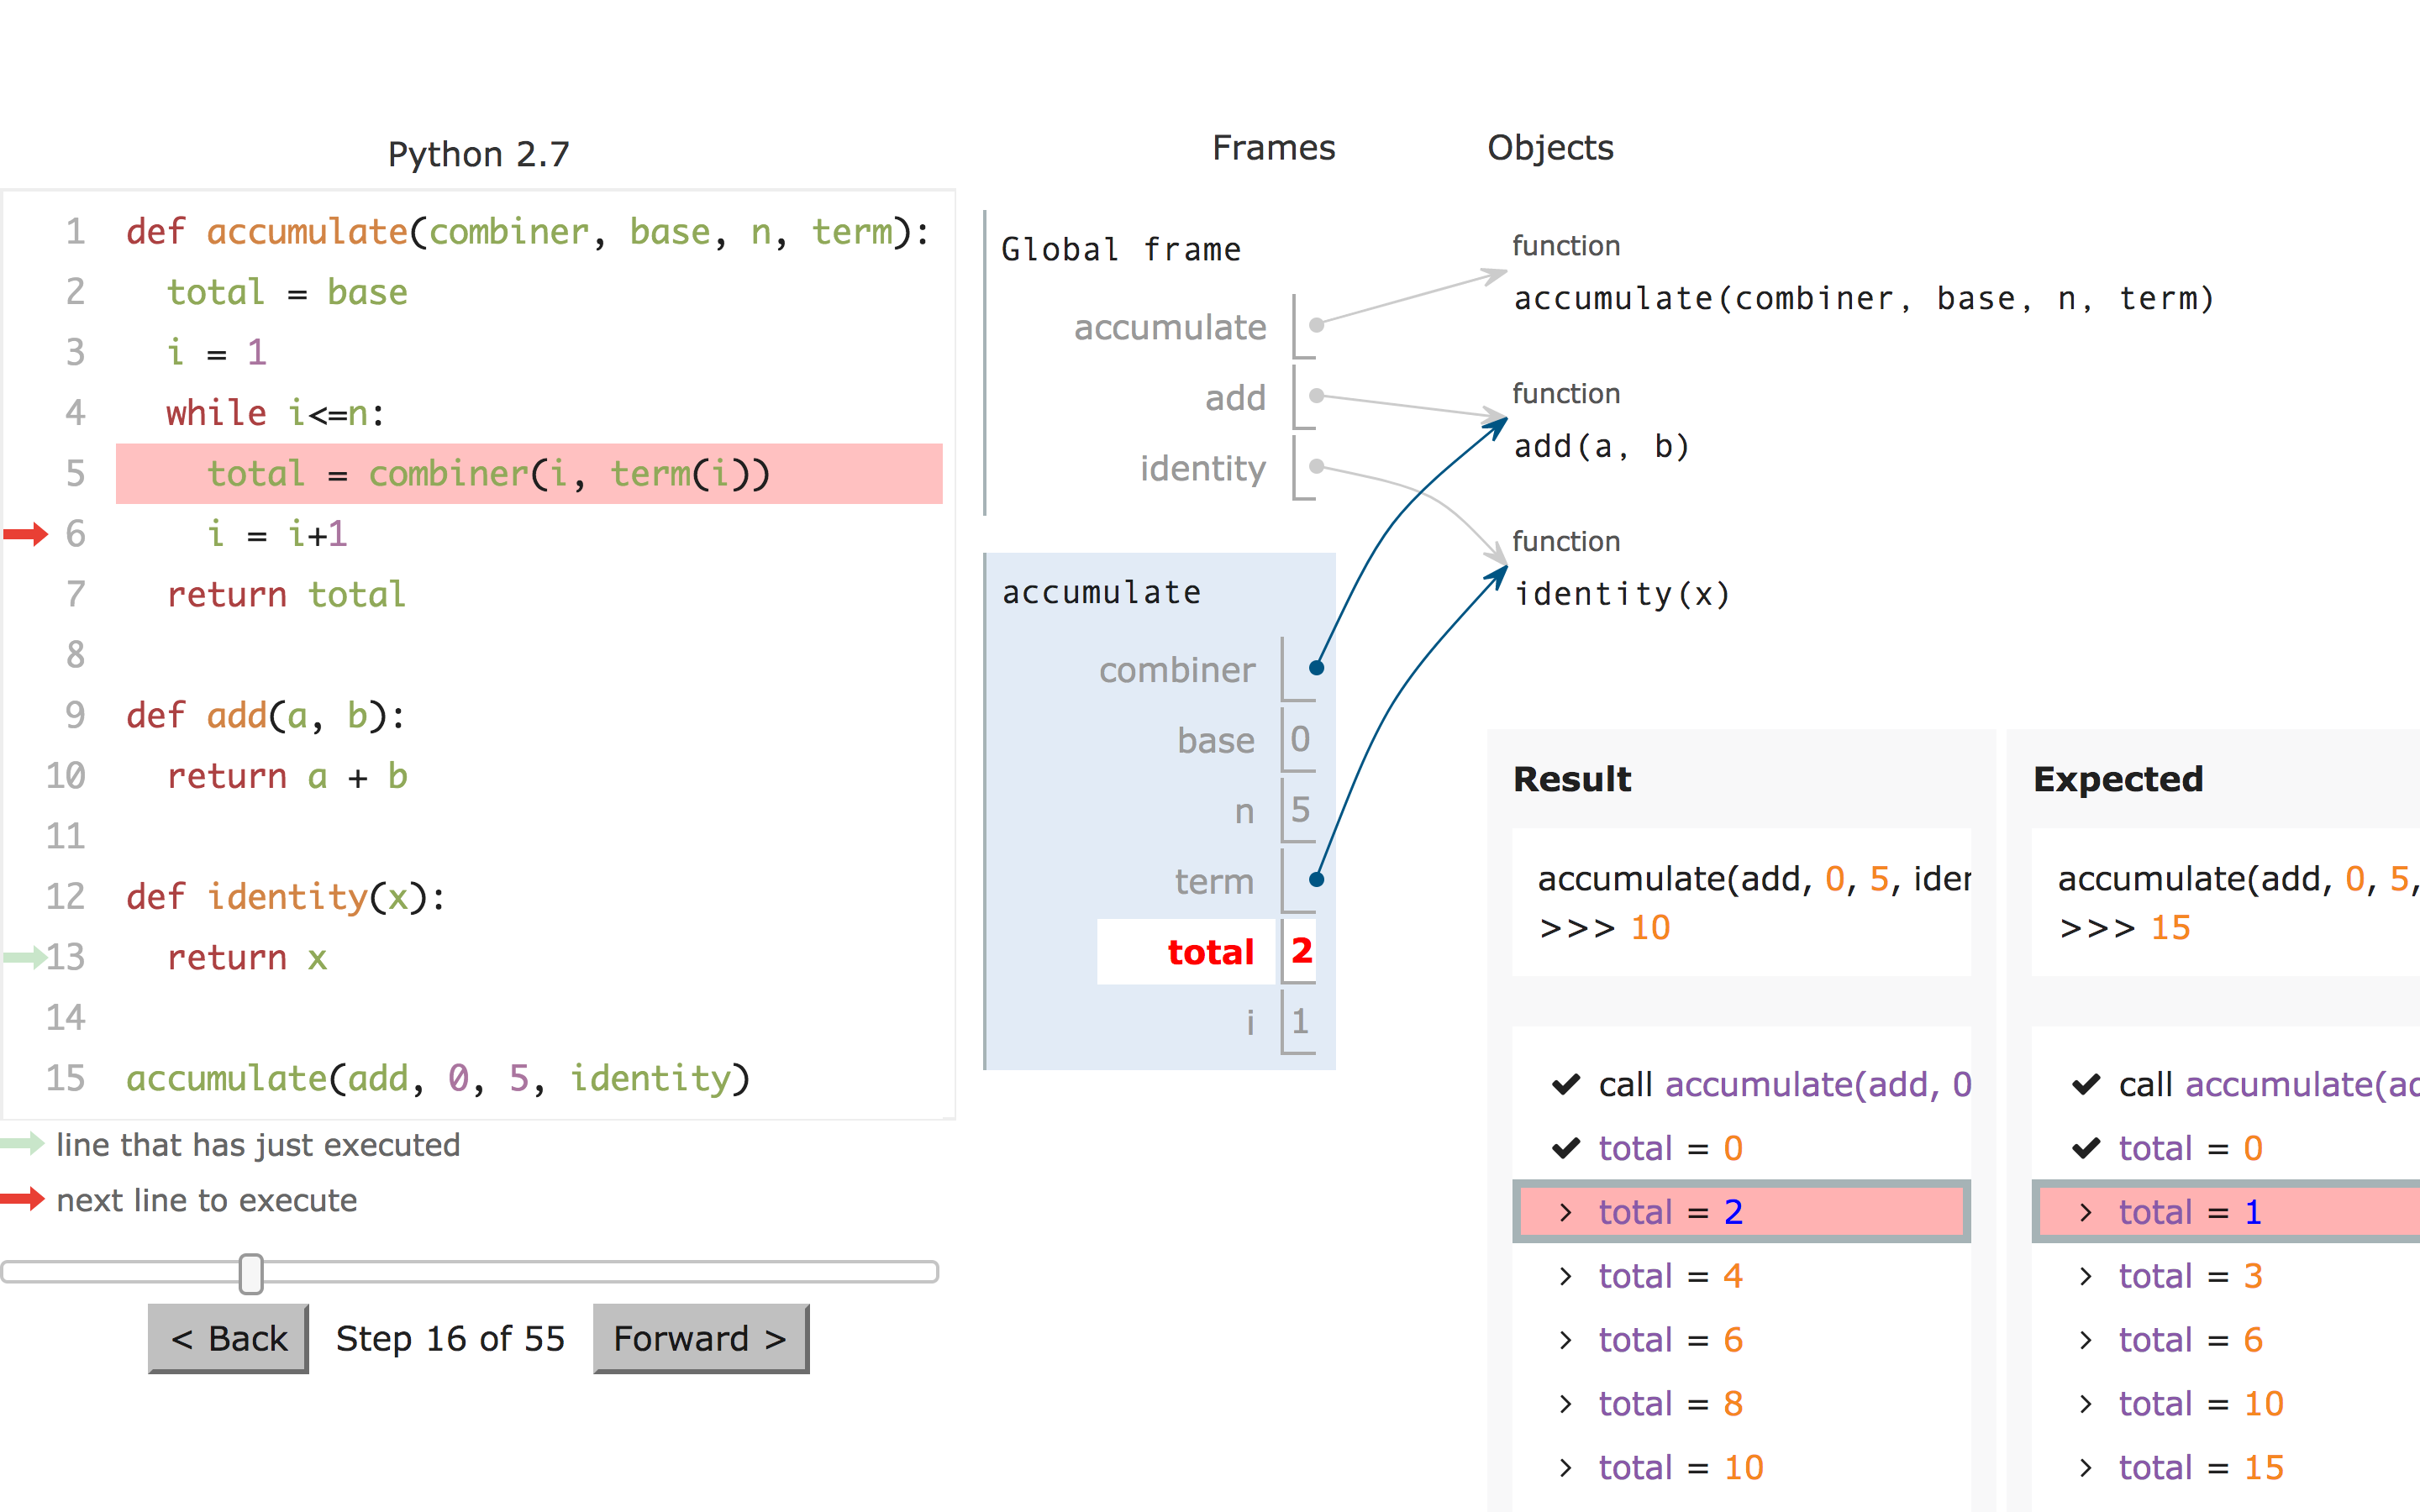 Python 2.7
1 def accumulate(combiner, base, n, term):
2 total = base
3 i = 1
4 while i<=n:
5 total = combiner(i, term(i))
6 i = i+1
7 return total
8
9 def add(a, b):
10 return a + b
11
12 def identity(x):
13 return x
14
15 accumulate(add, 0, 5, identity)
line that has just executed
next line to execute
< Back Step 16 of 55 Forward >
Frames Objects
Global frame
accumulate
add
identity
function
accumulate(combiner, base, n, term)
function
add(a, b)
function
identity(x)
accumulate
combiner
base 0
n 5
term
total 2
i 1
Result
accumulate(add, 0, 5, iden
>>> 10
call accumulate(add, 0
total = 0
> total = 2
> total = 4
> total = 6
> total = 8
> total = 10
Expected
accumulate(add, 0, 5,
>>> 15
call accumulate(ad
total = 0
> total = 1
> total = 3
> total = 6
> total = 10
> total = 15